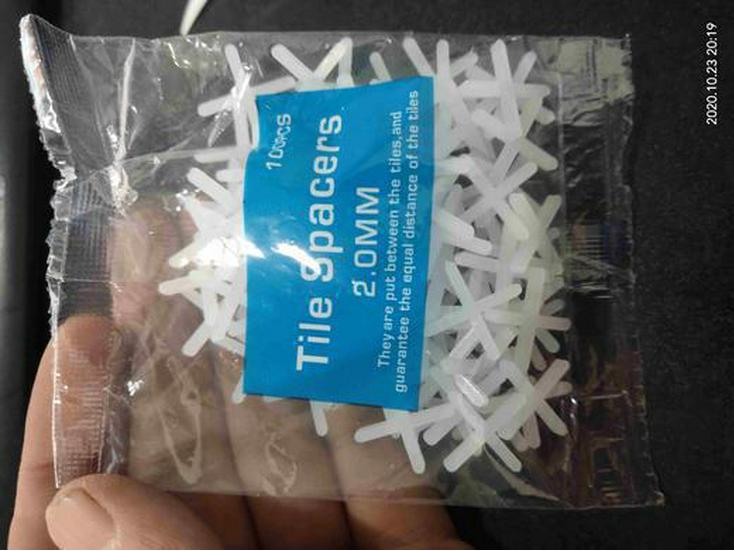 100PCS
Tile Spacers
2.0MM
They are put between the tiles,and
guarantee the equal distance of the tiles
2020.10.23 20:19